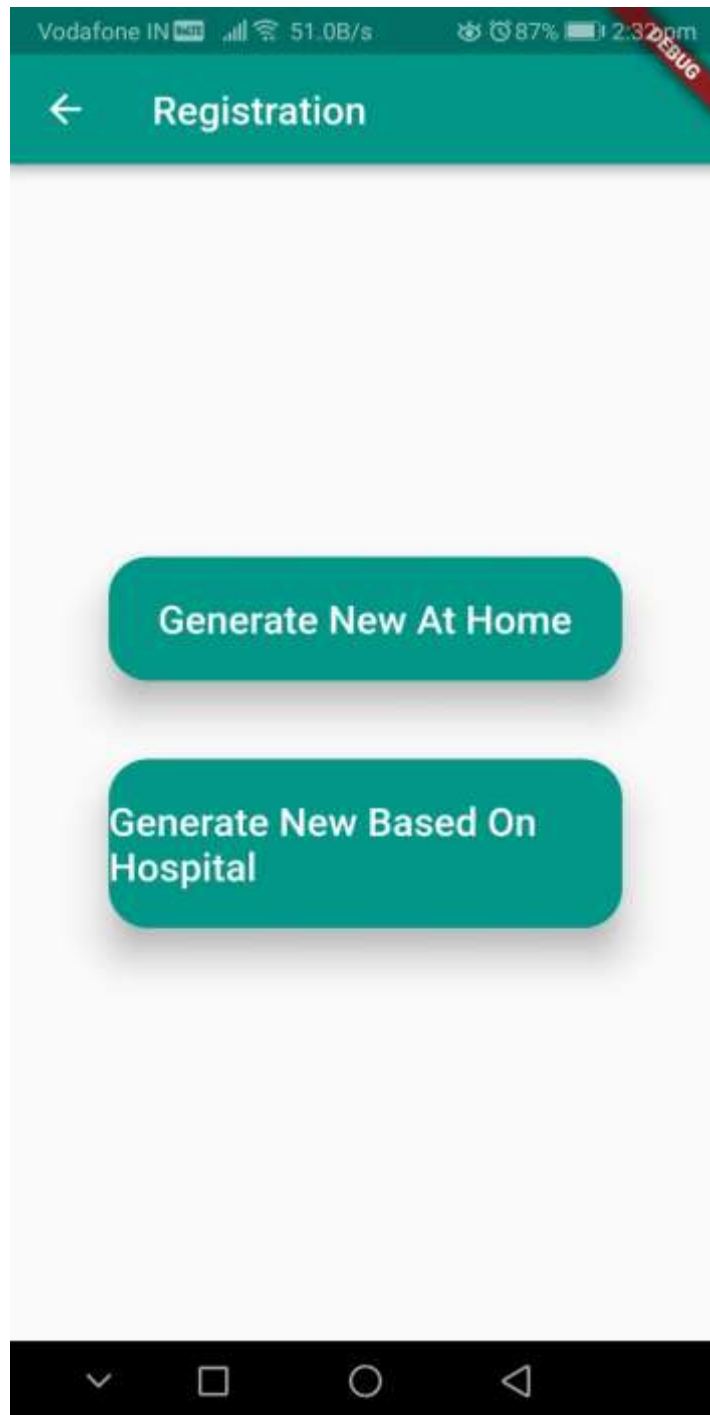 Vodafone IN 51.0B/s 87% 2:32 pm
DEBUG
Registration
Generate New At Home
Generate New Based On
Hospital